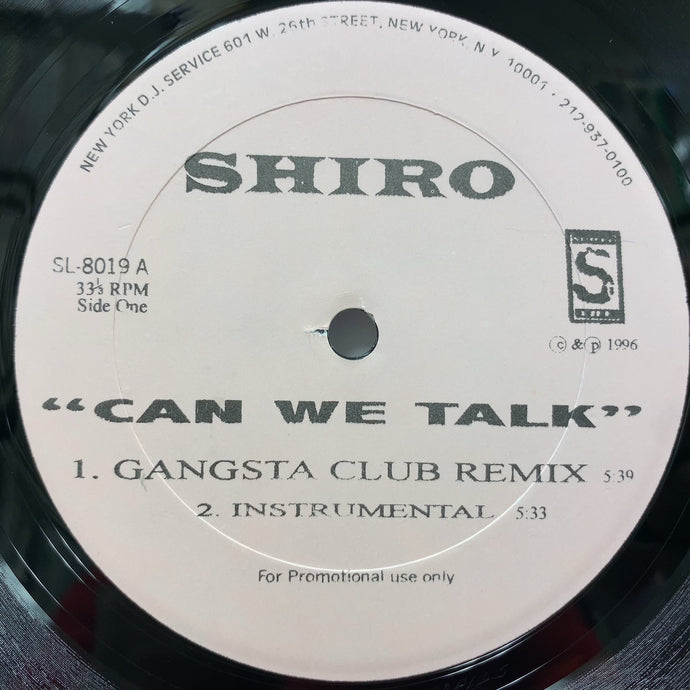 NEW YORK D.J. SERVICE 601 W. 26th STREET, NEW YORK, N.Y. 10001 · 212-937-0100
SHIRO
SL-8019 A
33⅓ RPM
Side One
S
Ⓒ & Ⓟ 1996
"CAN WE TALK"
1. GANGSTA CLUB REMIX 5:39
2. INSTRUMENTAL 5:33
For Promotional use only